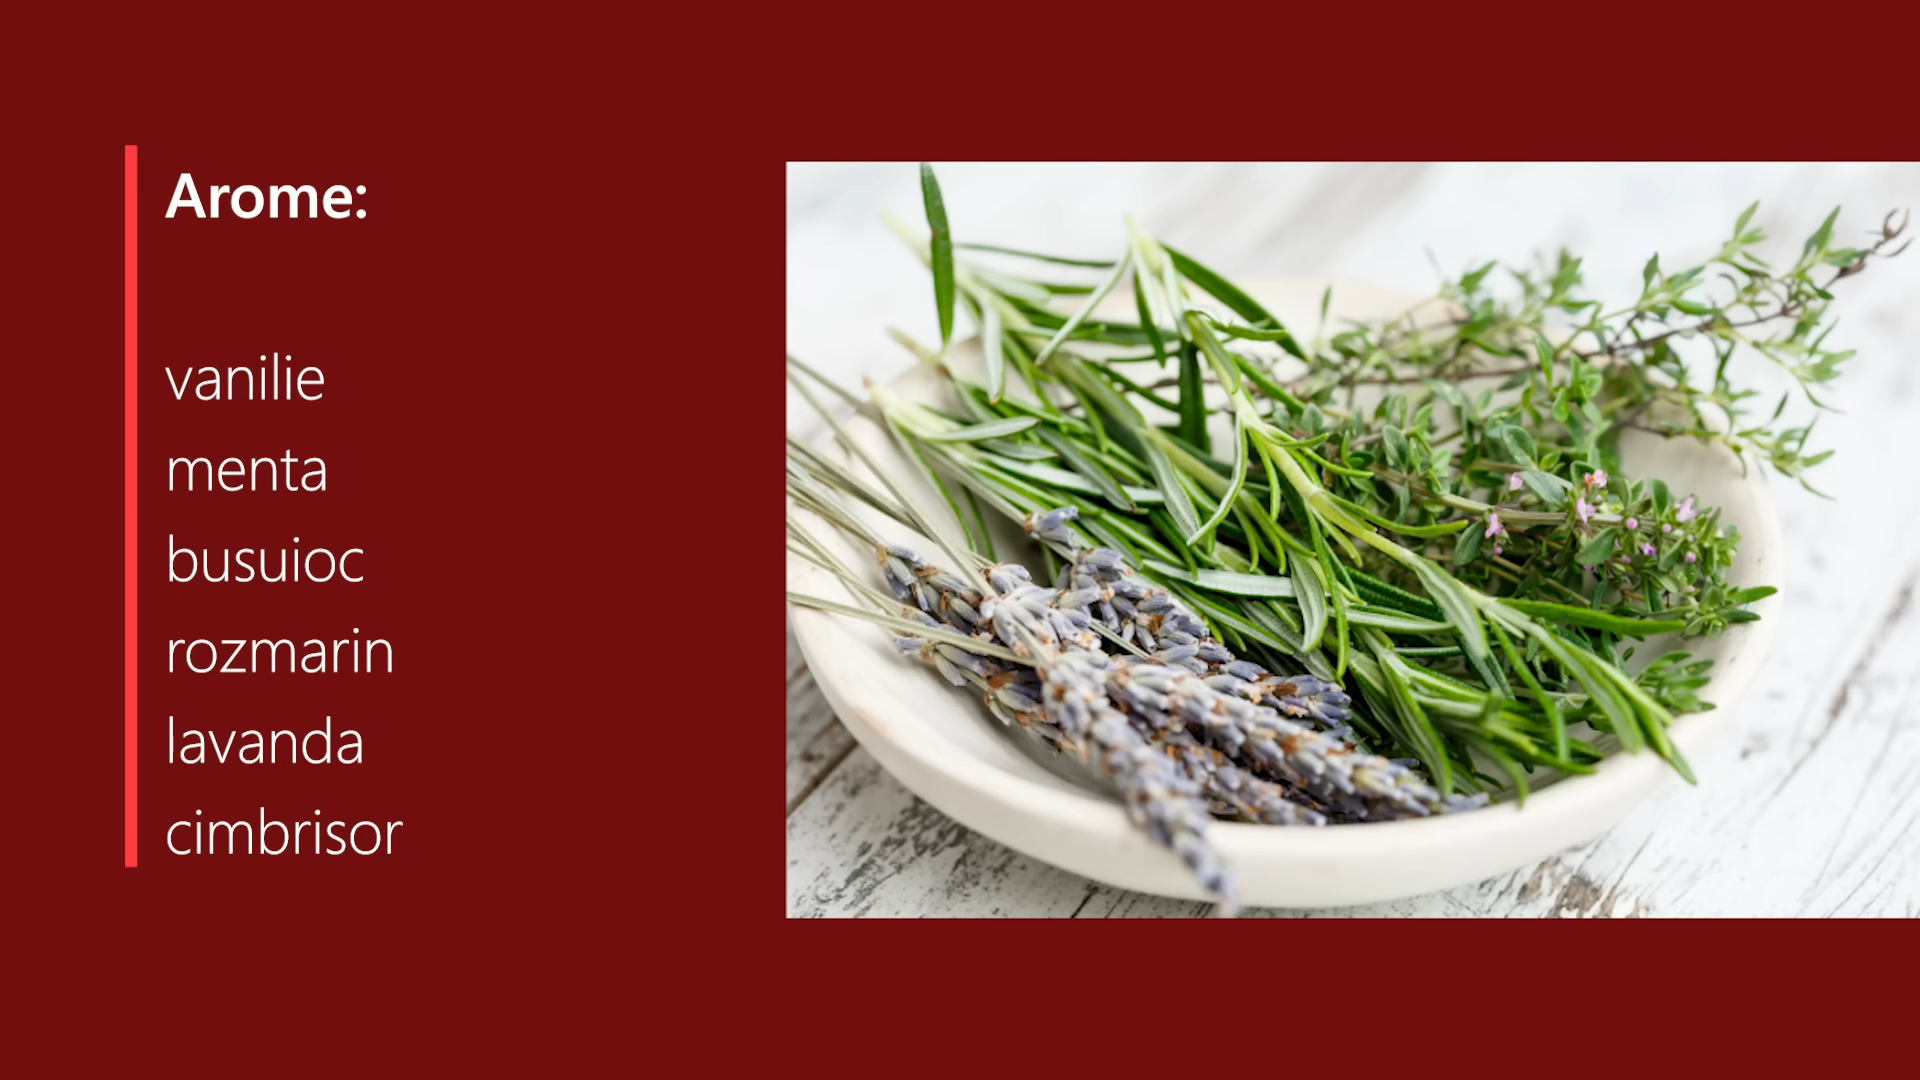 Arome:
vanilie
menta
busuioc
rozmarin
lavanda
cimbrisor